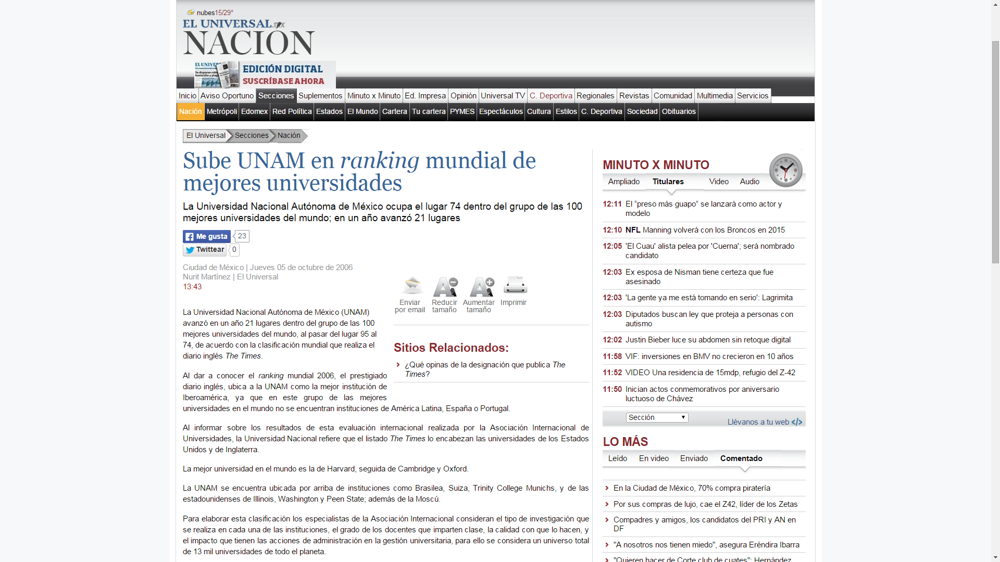 nubes15/29°
EL UNIVERSAL.mx
NACIÓN
EDICIÓN DIGITAL
SUSCRÍBASE AHORA
Inicio Aviso Oportuno Secciones Suplementos Minuto x Minuto Ed. Impresa Opinión Universal TV C. Deportiva Regionales Revistas Comunidad Multimedia Servicios
Nación Metrópoli Edomex Red Política Estados El Mundo Cartera Tu cartera PYMES Espectáculos Cultura Estilos C. Deportiva Sociedad Obituarios
El Universal Secciones Nación
Sube UNAM en ranking mundial de
mejores universidades
La Universidad Nacional Autónoma de México ocupa el lugar 74 dentro del grupo de las 100
mejores universidades del mundo; en un año avanzó 21 lugares
Me gusta 23
Twittear 0
Ciudad de México | Jueves 05 de octubre de 2006
Nurit Martínez | El Universal
13:43
Enviar
por email
Reducir
tamaño
Aumentar
tamaño
Imprimir
La Universidad Nacional Autónoma de México (UNAM)
avanzó en un año 21 lugares dentro del grupo de las 100
mejores universidades del mundo, al pasar del lugar 95 al
74, de acuerdo con la clasificación mundial que realiza el
diario inglés The Times.
Sitios Relacionados:
¿Qué opinas de la designación que publica The
Times?
Al dar a conocer el ranking mundial 2006, el prestigiado
diario inglés, ubica a la UNAM como la mejor institución de
Iberoamérica, ya que en este grupo de las mejores
universidades en el mundo no se encuentran instituciones de América Latina, España o Portugal.
Al informar sobre los resultados de esta evaluación internacional realizada por la Asociación Internacional de
Universidades, la Universidad Nacional refiere que el listado The Times lo encabezan las universidades de los Estados
Unidos y de Inglaterra.
La mejor universidad en el mundo es la de Harvard, seguida de Cambridge y Oxford.
La UNAM se encuentra ubicada por arriba de instituciones como Brasilea, Suiza, Trinity College Munichs, y de las
estadounidenses de Illinois, Washington y Peen State; además de la Moscú.
Para elaborar esta clasificación los especialistas de la Asociación Internacional consideran el tipo de investigación que
se realiza en cada una de las instituciones, el grado de los docentes que imparten clase, la calidad con que lo hacen, y
el impacto que tienen las acciones de administración en la gestión universitaria, para ello se considera un universo total
de 13 mil universidades de todo el planeta.
MINUTO X MINUTO
Ampliado Titulares Video Audio
12:11 El “preso más guapo” se lanzará como actor y
modelo
12:10 NFL Manning volverá con los Broncos en 2015
12:05 'El Cuau' alista pelea por 'Cuerna'; será nombrado
candidato
12:03 Ex esposa de Nisman tiene certeza que fue
asesinado
12:03 'La gente ya me está tomando en serio': Lagrimita
12:03 Diputados buscan ley que proteja a personas con
autismo
12:02 Justin Bieber luce su abdomen sin retoque digital
11:58 VIF: inversiones en BMV no crecieron en 10 años
11:52 VIDEO Una residencia de 15mdp, refugio del Z-42
11:50 Inician actos conmemorativos por aniversario
luctuoso de Chávez
Sección
Llévanos a tu web </>
LO MÁS
Leído En video Enviado Comentado
En la Ciudad de México, 70% compra piratería
Por sus compras de lujo, cae el Z42, líder de los Zetas
Compadres y amigos, los candidatos del PRI y AN en
DF
"A nosotros nos tienen miedo", asegura Eréndira Ibarra
"Quieren hacer de Corte club de cuates": Hernández